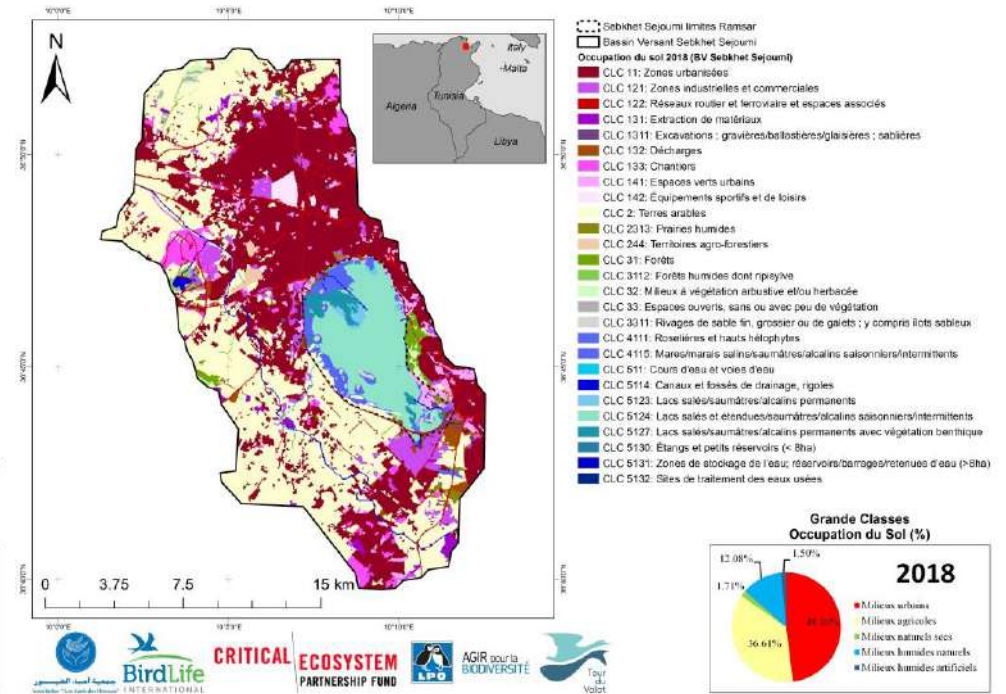 N
Italy
Malta
Algeria
Tunisia
Libya
0 3.75 7.5 15 km
Sebkhet Sejoumi limites Ramsar
Bassin Versant Sebkhet Sejoumi
Occupation du sol 2018 (BV Sebkhet Sejoumi)
CLC 11: Zones urbanisées
CLC 121: Zones industrielles et commerciales
CLC 122: Réseaux routier et ferroviaire et espaces associés
CLC 131: Extraction de matériaux
CLC 1311: Excavations ; gravières/ballastières/glaisières ; sablières
CLC 132: Décharges
CLC 133: Chantiers
CLC 141: Espaces verts urbains
CLC 142: Équipements sportifs et de loisirs
CLC 2: Terres arables
CLC 2313: Prairies humides
CLC 244: Territoires agro-forestiers
CLC 31: Forêts
CLC 3112: Forêts humides dont ripisylve
CLC 32: Milieux à végétation arbustive et/ou herbacée
CLC 33: Espaces ouverts, sans ou avec peu de végétation
CLC 3311: Rivages de sable fin, grossier ou de galets ; y compris îlots sableux
CLC 4111: Roselières et hauts hélophytes
CLC 4115: Mares/marais salins/saumâtres/alcalins saisonniers/intermittents
CLC 511: Cours d'eau et voies d'eau
CLC 5114: Canaux et fossés de drainage, rigoles
CLC 5123: Lacs salés/saumâtres/alcalins permanents
CLC 5124: Lacs salés et étendues/saumâtres/alcalins saisonniers/intermittents
CLC 5127: Lacs salés/saumâtres/alcalins permanents avec végétation benthique
CLC 5130: Étangs et petits réservoirs (< 8ha)
CLC 5131: Zones de stockage de l'eau; réservoirs/barrages/retenues d'eau (>8ha)
CLC 5132: Sites de traitement des eaux usées
Grande Classes
Occupation du Sol (%)
2018
12.08%
1.50%
1.71%
36.61%
Milieux urbains
Milieux agricoles
Milieux naturels secs
Milieux humides naturels
Milieux humides artificiels
BirdLife
INTERNATIONAL
CRITICAL ECOSYSTEM
PARTNERSHIP FUND
LPO
AGIR pour la
BIODIVERSITÉ
Tour
du
Valat